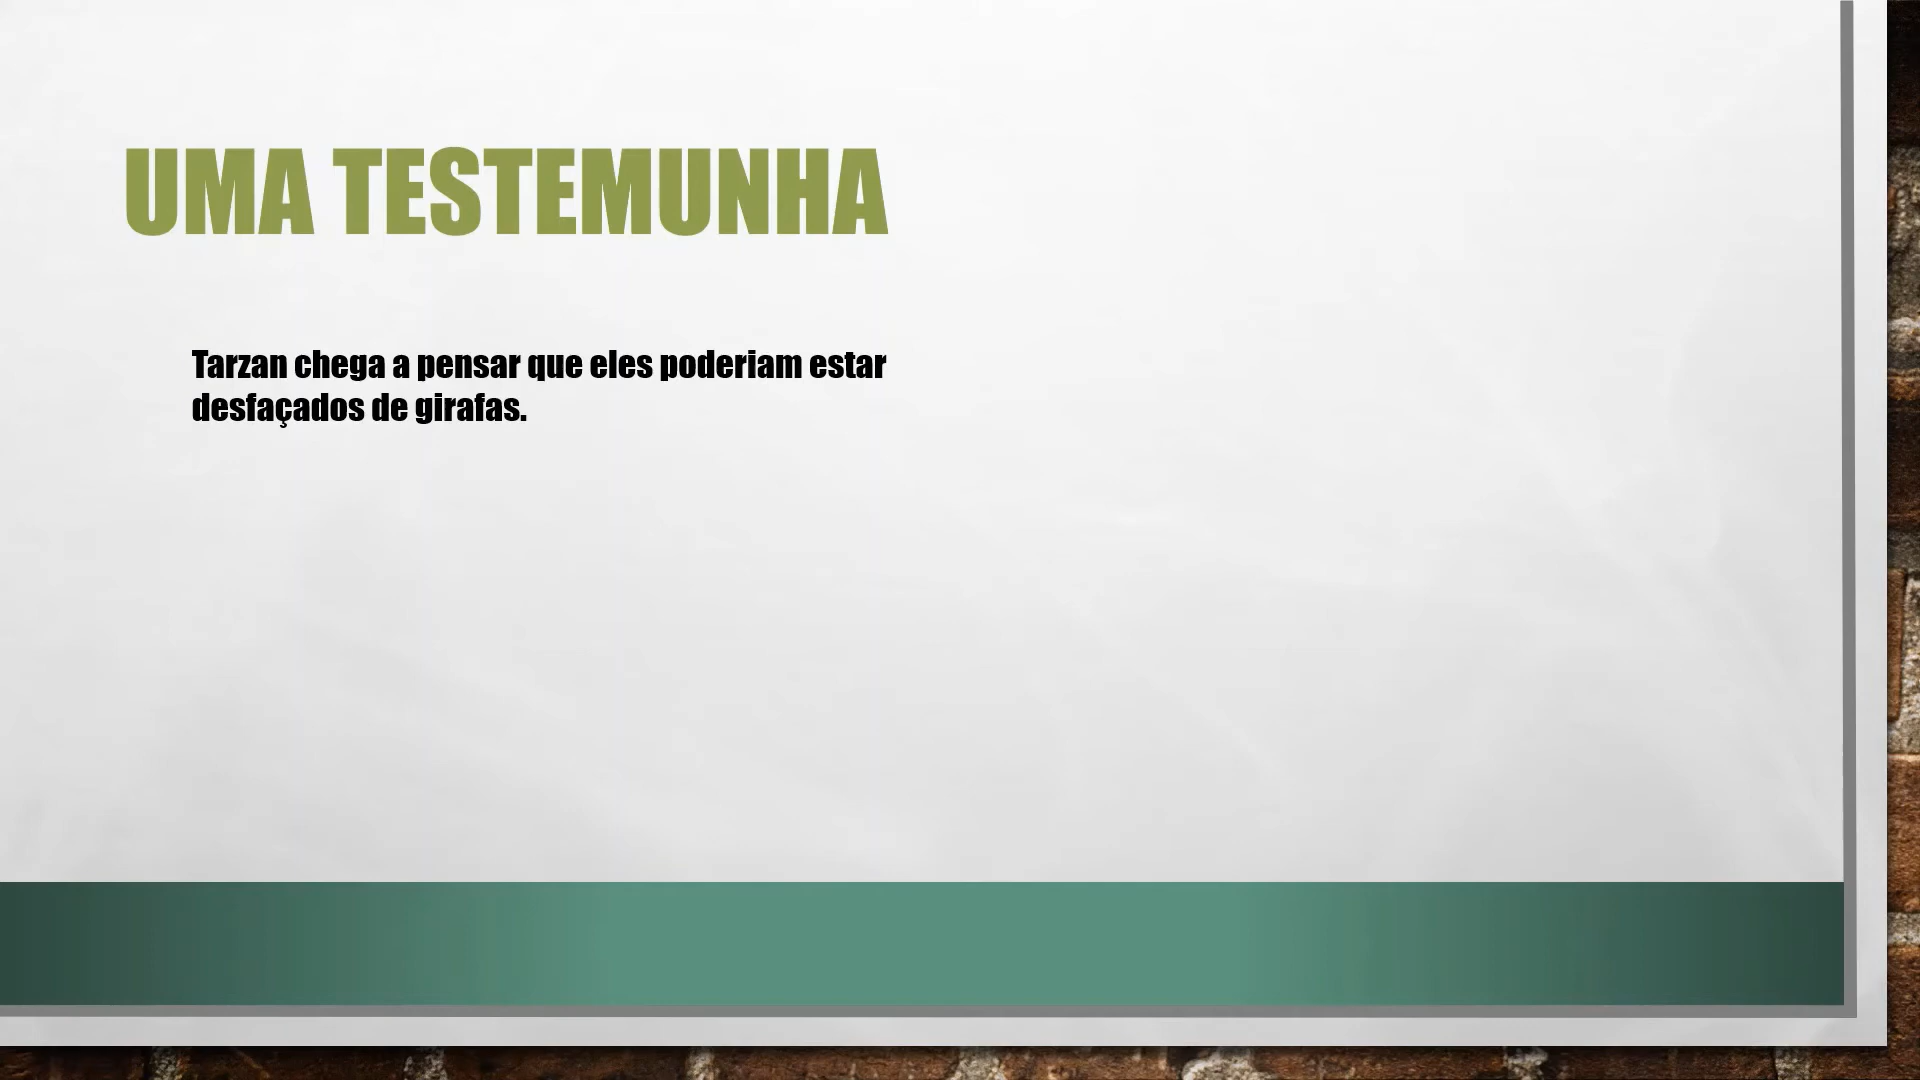 UMA TESTEMUNHA
Tarzan chega a pensar que eles poderiam estar
desfaçados de girafas.